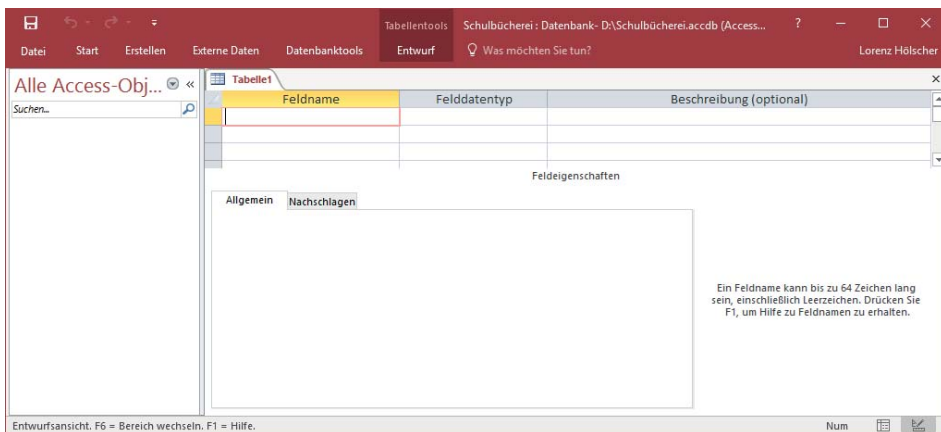 Tabellentools
Schulbücherei : Datenbank- D:\Schulbücherei.accdb (Access...
?
Datei
Start
Erstellen
Externe Daten
Datenbanktools
Entwurf
Was möchten Sie tun?
Lorenz Hölscher
Alle Access-Obj...
Suchen...
Tabelle1
Feldname
Felddatentyp
Beschreibung (optional)
Feldeigenschaften
Allgemein
Nachschlagen
Ein Feldname kann bis zu 64 Zeichen lang
sein, einschließlich Leerzeichen. Drücken Sie
F1, um Hilfe zu Feldnamen zu erhalten.
Entwurfsansicht. F6 = Bereich wechseln. F1 = Hilfe.
Num